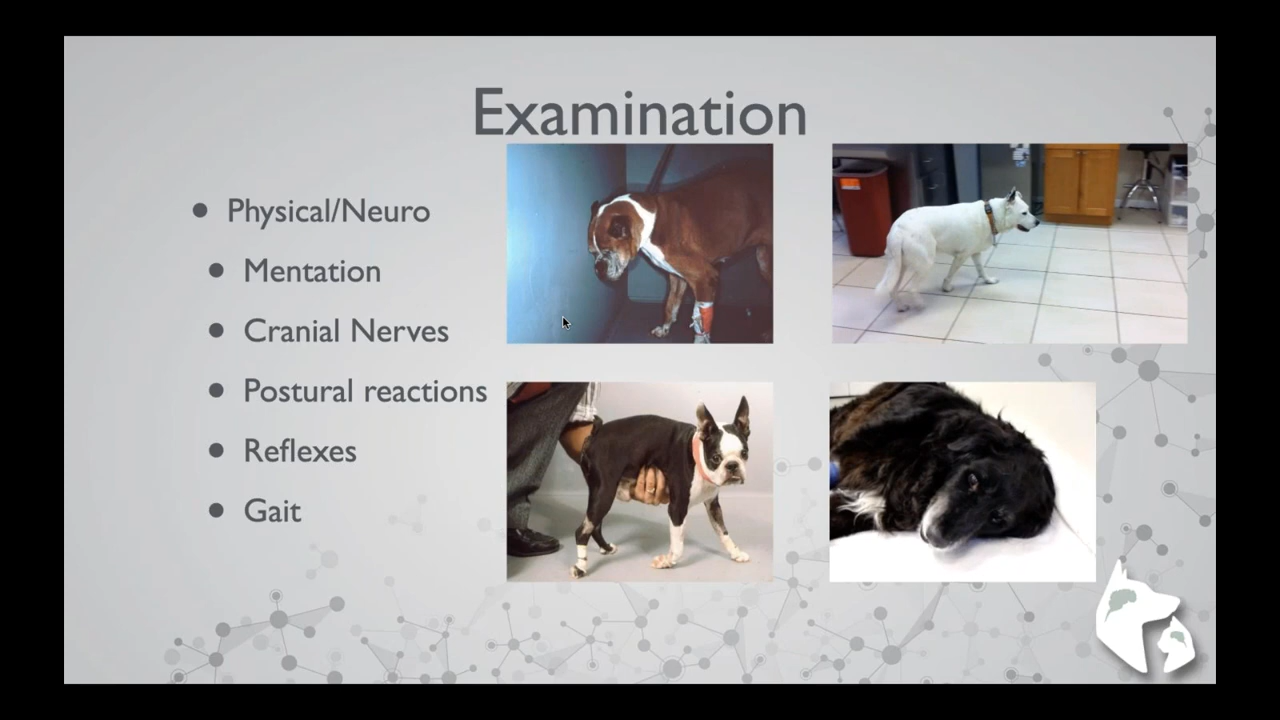 Examination
Physical/Neuro
Mentation
Cranial Nerves
Postural reactions
Reflexes
Gait